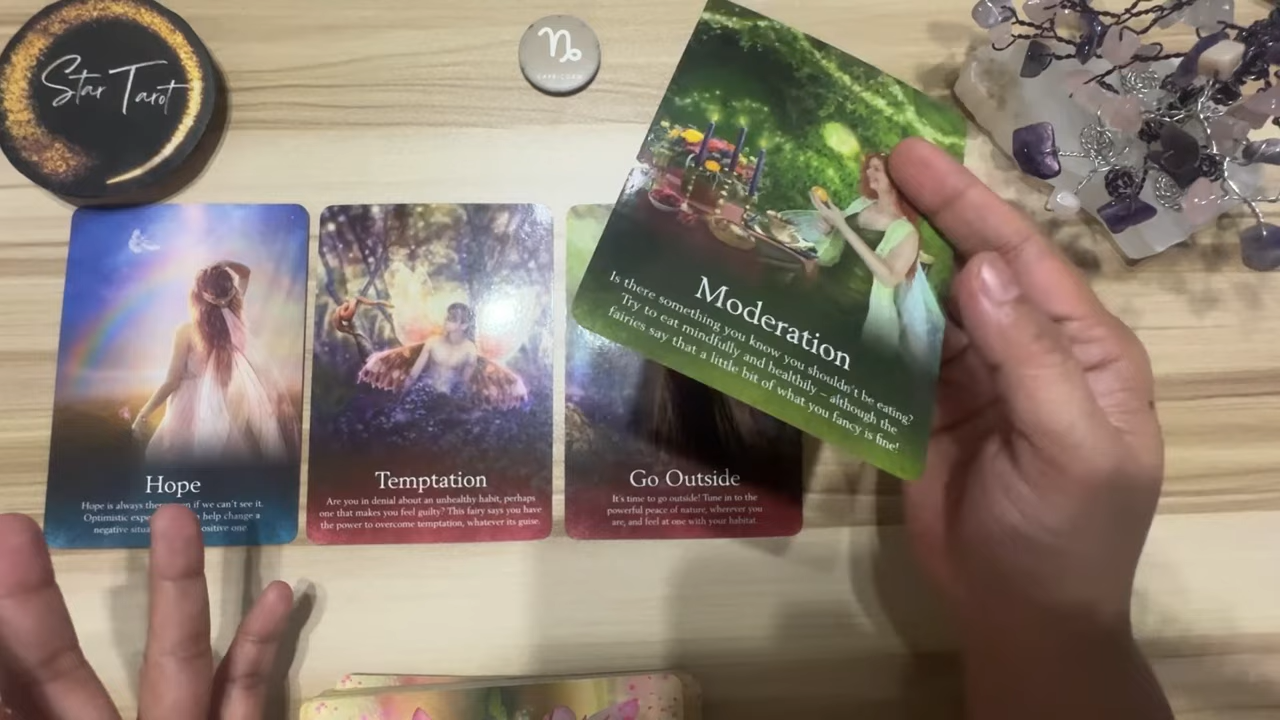 Star Tarot
CAPRICORN
Moderation
Is there something you know you shouldn't be eating?
Try to eat mindfully and healthily – although the
fairies say that a little bit of what you fancy is fine!
Hope
Hope is always if we can't see it.
Optimistic help change a
negative positive one.
Temptation
Are you in denial about an unhealthy habit, perhaps
one that makes you feel guilty? This fairy says you have
the power to overcome temptation, whatever its guise.
Go Outside
It's time to go outside! Tune in to the
powerful peace of nature, wherever you
are, and feel at one with your habitat.